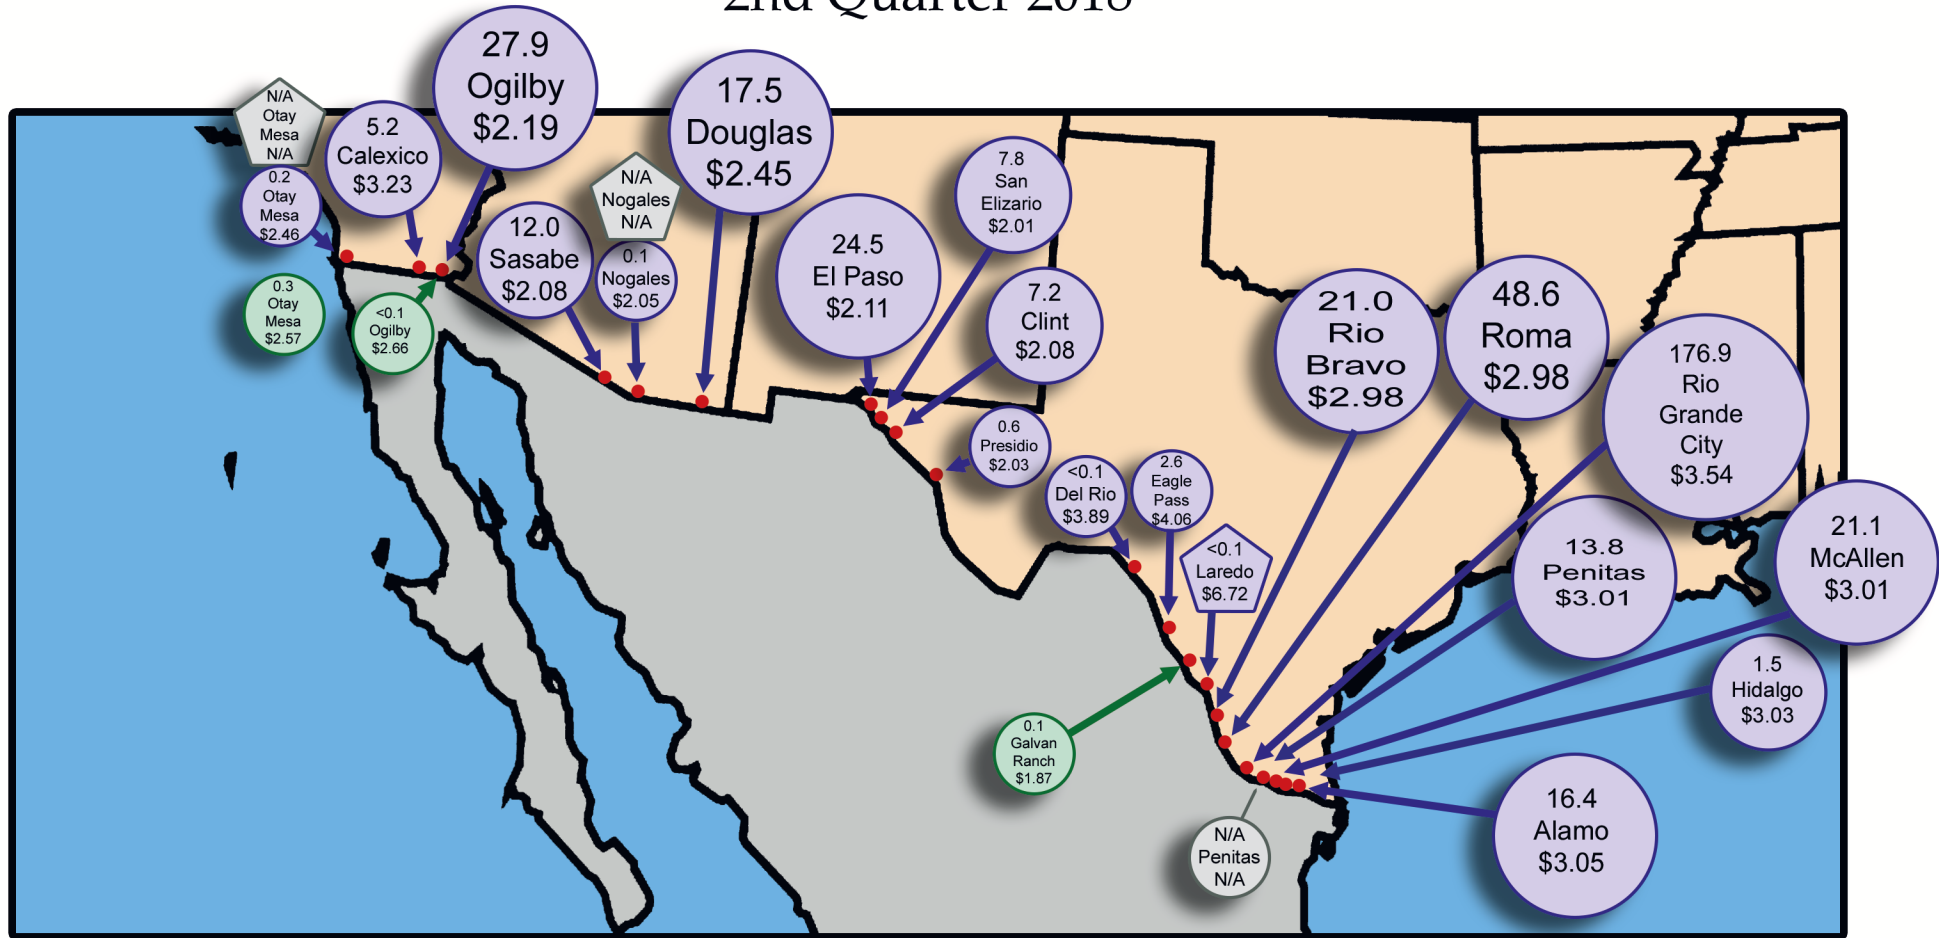 2nd Quarter 2018
27.9
Ogilby
$2.19
N/A
Otay
Mesa
N/A
5.2
Calexico
$3.23
0.2
Otay
Mesa
$2.46
0.3
Otay
Mesa
$2.57
<0.1
Ogilby
$2.66
12.0
Sasabe
$2.08
N/A
Nogales
N/A
0.1
Nogales
$2.05
17.5
Douglas
$2.45
24.5
El Paso
$2.11
7.8
San
Elizario
$2.01
7.2
Clint
$2.08
0.6
Presidio
$2.03
<0.1
Del Rio
$3.89
2.6
Eagle
Pass
$4.06
<0.1
Laredo
$6.72
21.0
Rio
Bravo
$2.98
48.6
Roma
$2.98
176.9
Rio
Grande
City
$3.54
13.8
Penitas
$3.01
21.1
McAllen
$3.01
1.5
Hidalgo
$3.03
16.4
Alamo
$3.05
0.1
Galvan
Ranch
$1.87
N/A
Penitas
N/A